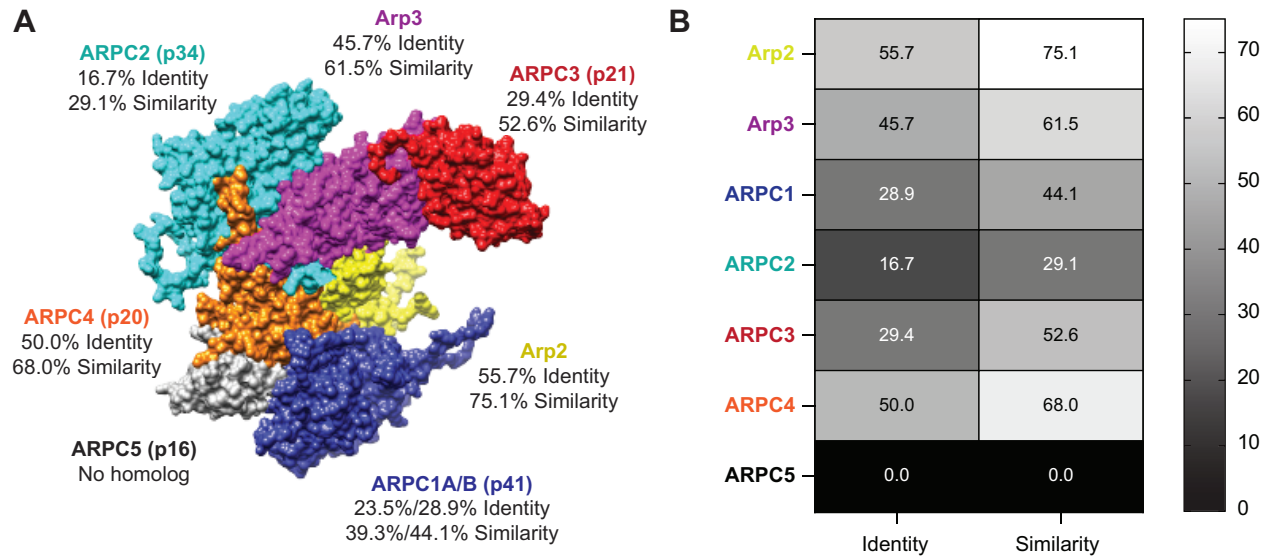 A
Arp3
45.7% Identity
61.5% Similarity
ARPC2 (p34)
16.7% Identity
29.1% Similarity
ARPC3 (p21)
29.4% Identity
52.6% Similarity
ARPC4 (p20)
50.0% Identity
68.0% Similarity
Arp2
55.7% Identity
75.1% Similarity
ARPC5 (p16)
No homolog
ARPC1A/B (p41)
23.5%/28.9% Identity
39.3%/44.1% Similarity
B
Arp2 55.7 75.1
Arp3 45.7 61.5
ARPC1 28.9 44.1
ARPC2 16.7 29.1
ARPC3 29.4 52.6
ARPC4 50.0 68.0
ARPC5 0.0 0.0
Identity Similarity
70
60
50
40
30
20
10
0